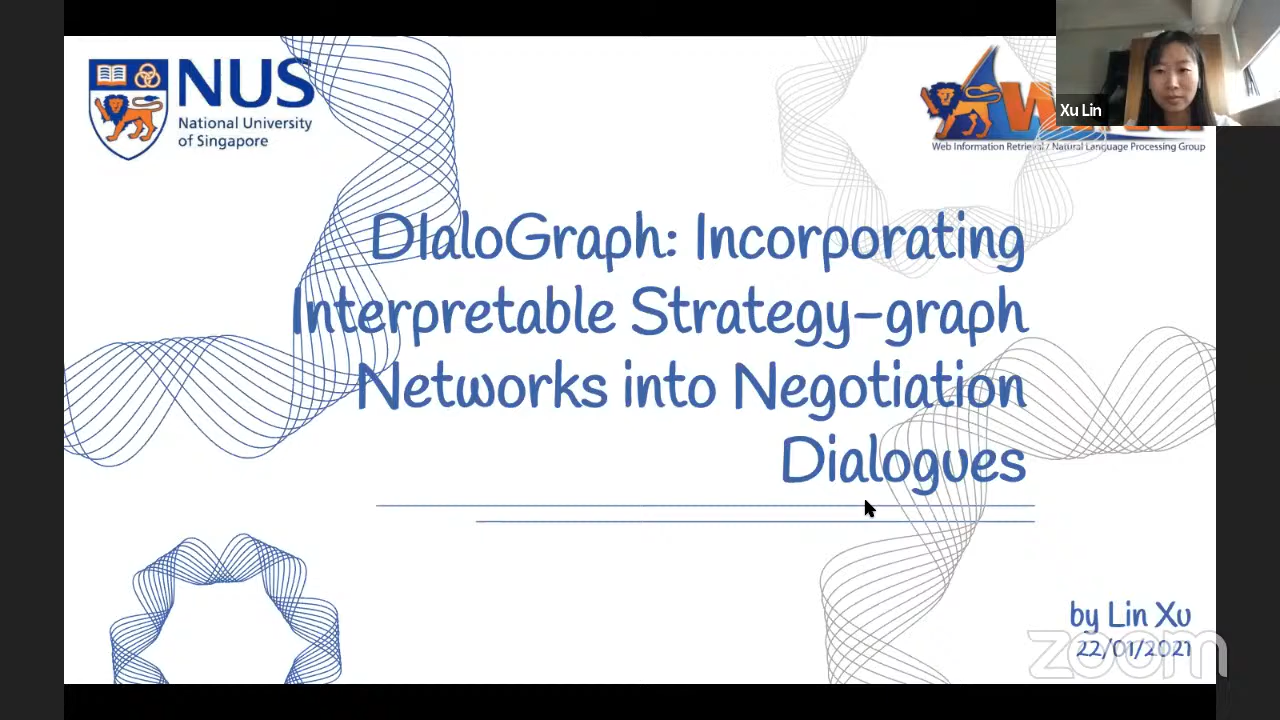 NUS
National University
of Singapore
Xu Lin
Web Information Retrieval / Natural Language Processing Group
DIaloGraph: Incorporating
Interpretable Strategy-graph
Networks into Negotiation
Dialogues
by Lin Xu
22/01/2021
zoom